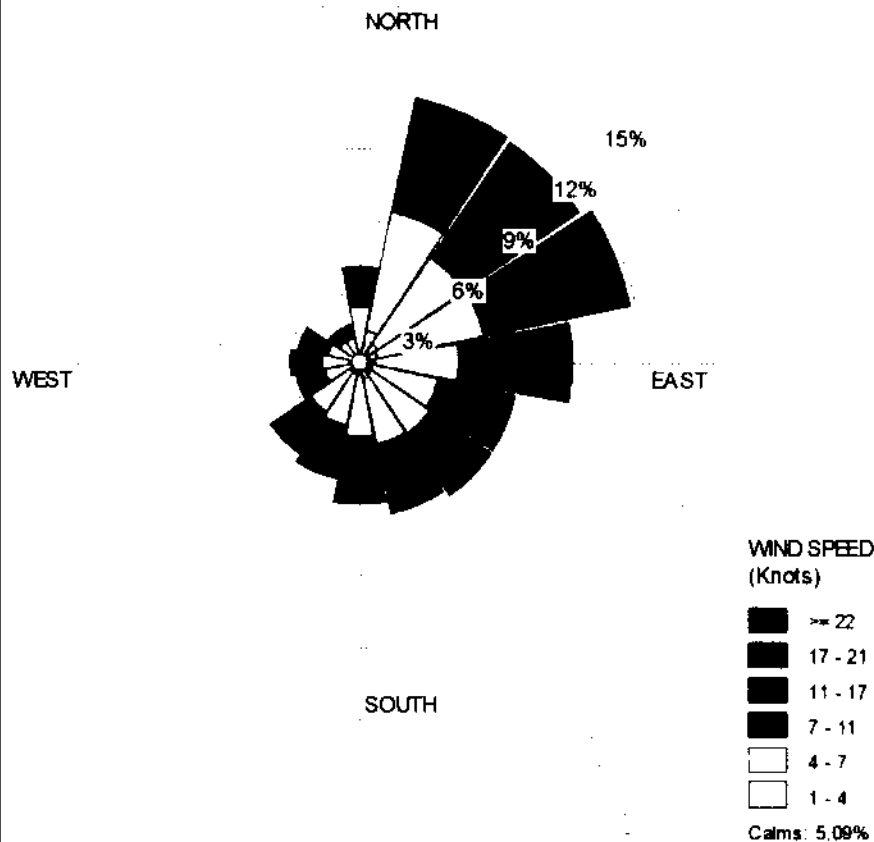 NORTH
15%
12%
9%
6%
3%
WEST
EAST
SOUTH
WIND SPEED
(Knots)
>= 22
17 - 21
11 - 17
7 - 11
4 - 7
1 - 4
Calms: 5.09%